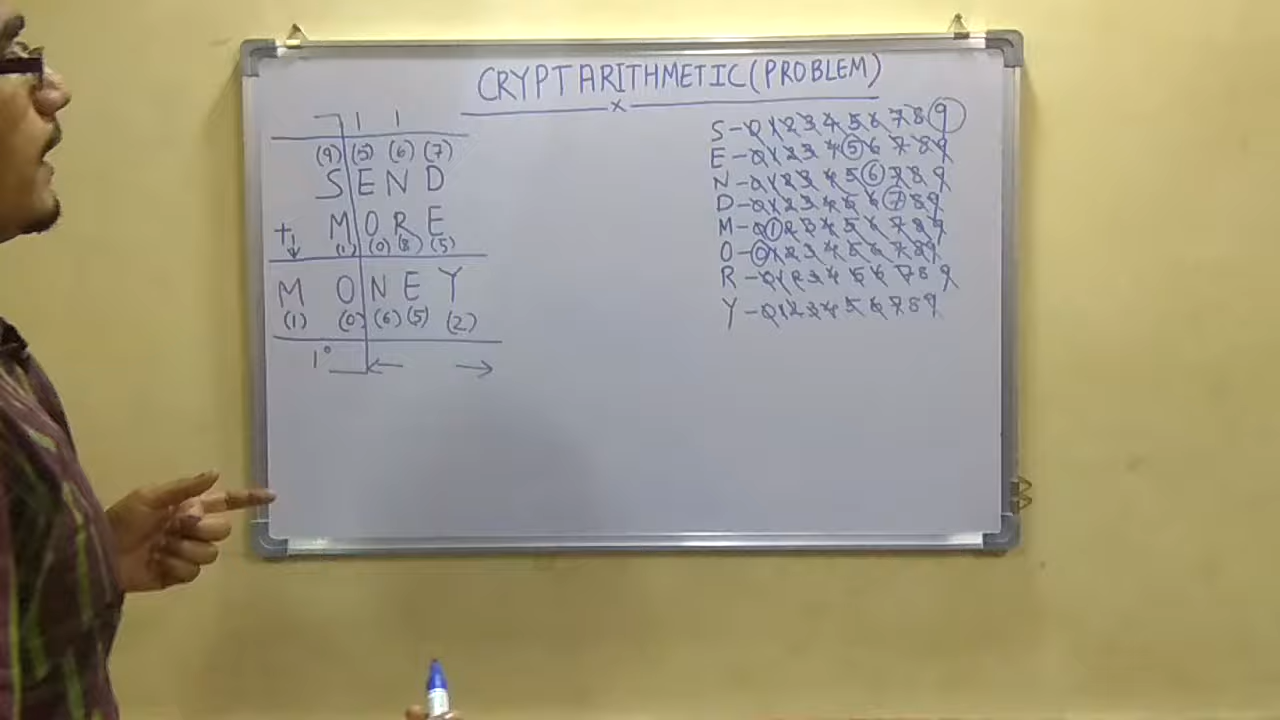 CRYPTARITHMETIC (PROBLEM)
x
1 1
(9) (5) (6) (7)
S E N D
+ M O R E
1 (1) (0) (8) (5)
M O N E Y
(1) (0) (6) (5) (2)
1°
S - 0 1 2 3 4 5 6 7 8 9
E - 0 1 2 3 4 5 6 7 8 9
N - 0 1 2 3 4 5 6 7 8 9
D - 0 1 2 3 4 5 6 7 8 9
M - 0 1 2 3 4 5 6 7 8 9
O - 0 1 2 3 4 5 6 7 8 9
R - 0 1 2 3 4 5 6 7 8 9
Y - 0 1 2 3 4 5 6 7 8 9